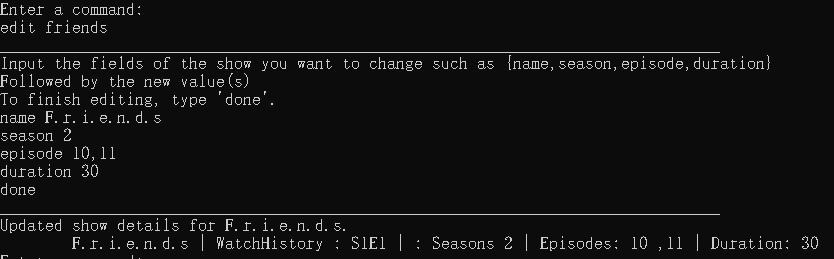 Enter a command:
edit friends
Input the fields of the show you want to change such as {name,season,episode,duration}
Followed by the new value(s)
To finish editing, type 'done'.
name F.r.i.e.n.d.s
season 2
episode 10,11
duration 30
done
Updated show details for F.r.i.e.n.d.s.
F.r.i.e.n.d.s | WatchHistory : S1E1 | : Seasons 2 | Episodes: 10 ,11 | Duration: 30